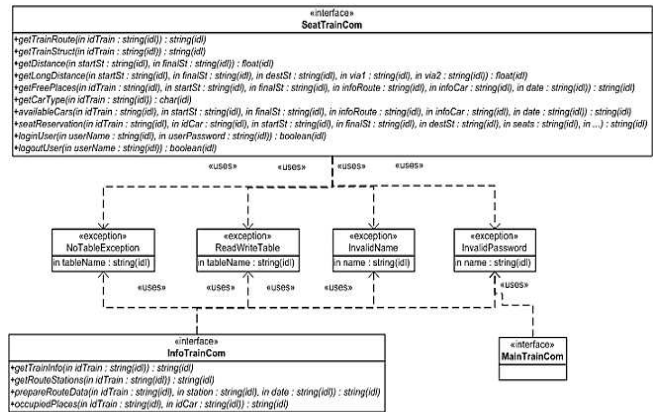 «interface»
SeatTrainCom
+getTrainRoute(in idTrain : string(idl)) : string(idl)
+getTrainStruct(in idTrain : string(idl)) : string(idl)
+getDistance(in startSt : string(idl), in finalSt : string(idl)) : float(idl)
+getLongDistance(in startSt : string(idl), in finalSt : string(idl), in destSt : string(idl), in via1 : string(idl), in via2 : string(idl)) : float(idl)
+getFreePlaces(in idTrain : string(idl), in startSt : string(idl), in finalSt : string(idl), in infoRoute : string(idl), in infoCar : string(idl), in date : string(idl)) : string(idl)
+getCarType(in idTrain : string(idl)) : char(idl)
+availableCars(in idTrain : string(idl), in startSt : string(idl), in finalSt : string(idl), in infoRoute : string(idl), in infoCar : string(idl), in date : string(idl)) : string(idl)
+seatReservation(in idTrain : string(idl), in idCar : string(idl), in startSt : string(idl), in finalSt : string(idl), in destSt : string(idl), in seats : string(idl), in ...) : string(idl)
+loginUser(in userName : string(idl), in userPassword : string(idl)) : boolean(idl)
+logoutUser(in userName : string(idl)) : boolean(idl)
«uses» «uses» «uses» «uses»
«exception» «exception» «exception» «exception»
NoTableException ReadWriteTable InvalidName InvalidPassword
in tableName : string(idl) in tableName : string(idl) in name : string(idl) in name : string(idl)
«uses» «uses» «uses» «uses» «uses»
«interface»
InfoTrainCom
+getTrainInfo(in idTrain : string(idl)) : string(idl)
+getRouteStations(in idTrain : string(idl)) : string(idl)
+prepareRouteData(in idTrain : string(idl), in station : string(idl), in date : string(idl)) : string(idl)
+occupiedPlaces(in idTrain : string(idl), in idCar : string(idl)) : string(idl)
«interface»
MainTrainCom